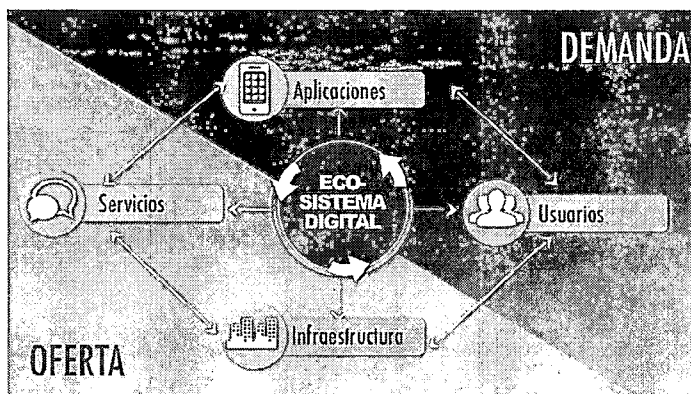 DEMANDA
Aplicaciones
ECO-
SISTEMA
DIGITAL
Servicios
Usuarios
Infraestructura
OFERTA